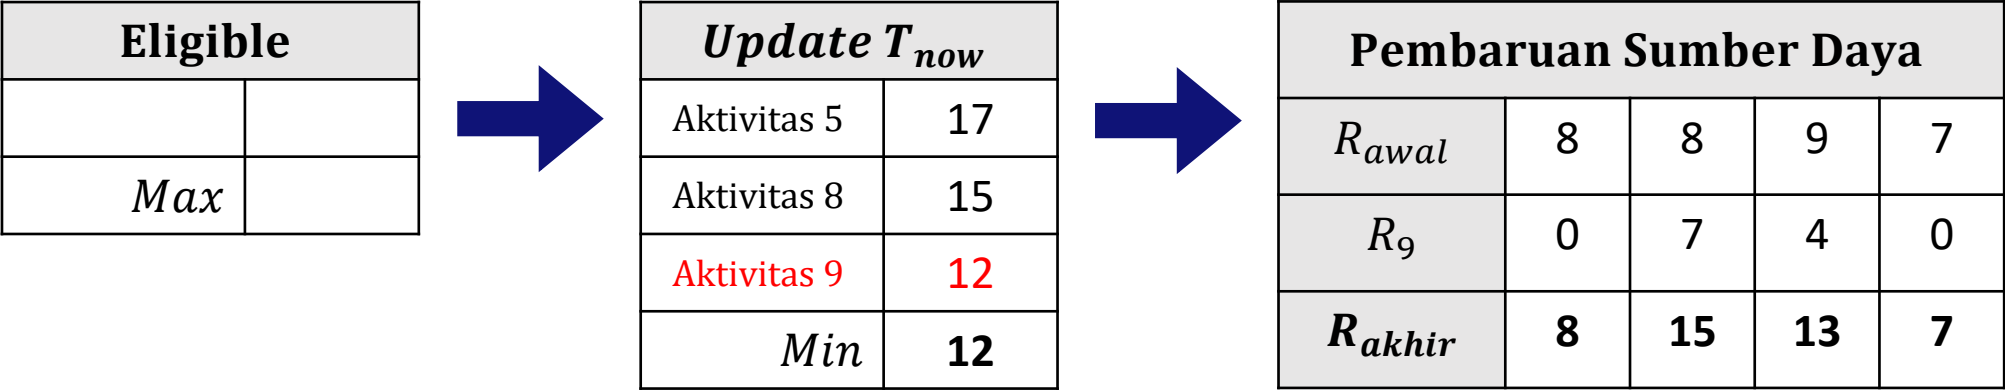 Eligible
Max
Update T_now
Aktivitas 5 17
Aktivitas 8 15
Aktivitas 9 12
Min 12
Pembaruan Sumber Daya
R_awal 8 8 9 7
R_9 0 7 4 0
R_akhir 8 15 13 7